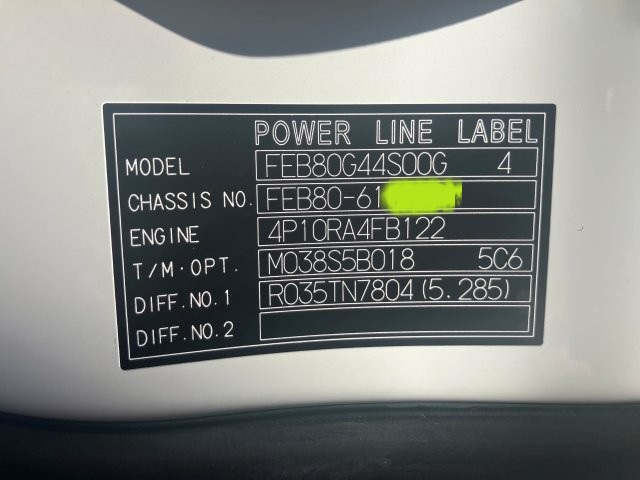 POWER LINE LABEL
MODEL FEB80G44S00G 4
CHASSIS NO. FEB80-61
ENGINE 4P10RA4FB122
T/M·OPT. M038S5B018 5C6
DIFF.NO.1 R035TN7804(5.285)
DIFF.NO.2